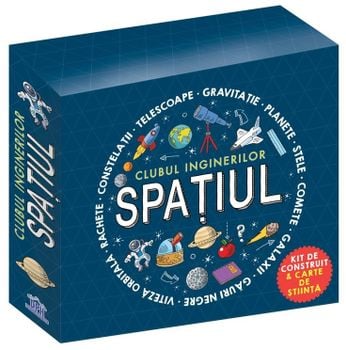 CLUBUL INGINERILOR
SPAȚIUL
RACHETE · CONSTELAȚII · TELESCOAPE · GRAVITAȚIE · PLANETE · STELE · COMETE · GALAXII · GĂURI NEGRE · VITEZA ORBITALĂ
CLUBUL INGINERILOR
SPAȚIUL
KIT DE
CONSTRUIT
& CARTE
DE
ȘTIINȚĂ